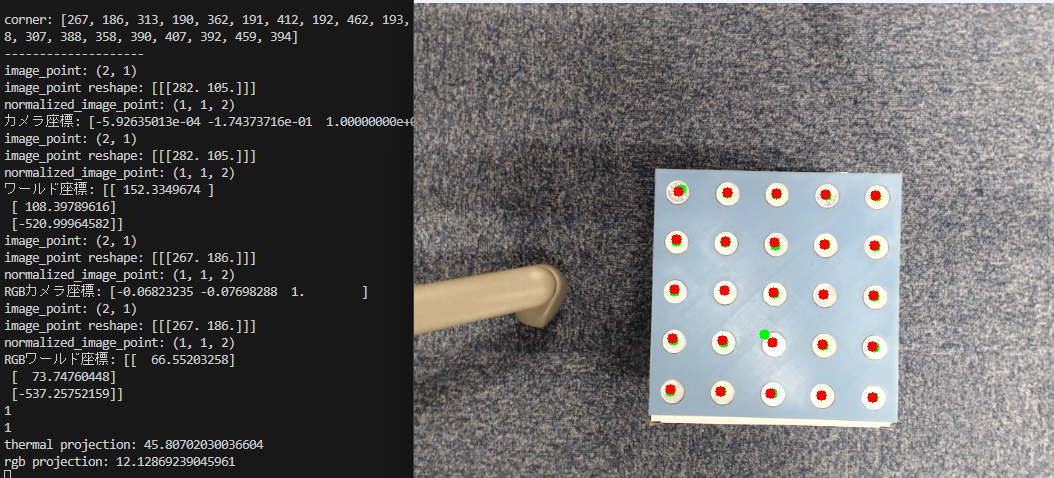 corner: [267, 186, 313, 190, 362, 191, 412, 192, 462, 193,
8, 307, 388, 358, 390, 407, 392, 459, 394]
--------------------
image_point: (2, 1)
image_point reshape: [[[282. 105.]]]
normalized_image_point: (1, 1, 2)
カメラ座標: [-5.92635013e-04 -1.74373716e-01  1.00000000e+
image_point: (2, 1)
image_point reshape: [[[282. 105.]]]
normalized_image_point: (1, 1, 2)
ワールド座標: [[ 152.3349674 ]
 [ 108.39789616]
 [-520.99964582]]
image_point: (2, 1)
image_point reshape: [[[267. 186.]]]
normalized_image_point: (1, 1, 2)
RGBカメラ座標: [-0.06823235 -0.07698288  1.        ]
image_point: (2, 1)
image_point reshape: [[[267. 186.]]]
normalized_image_point: (1, 1, 2)
RGBワールド座標: [[  66.55203258]
 [  73.74760448]
 [-537.25752159]]
1
1
thermal projection: 45.80702030036604
rgb projection: 12.12869239045961